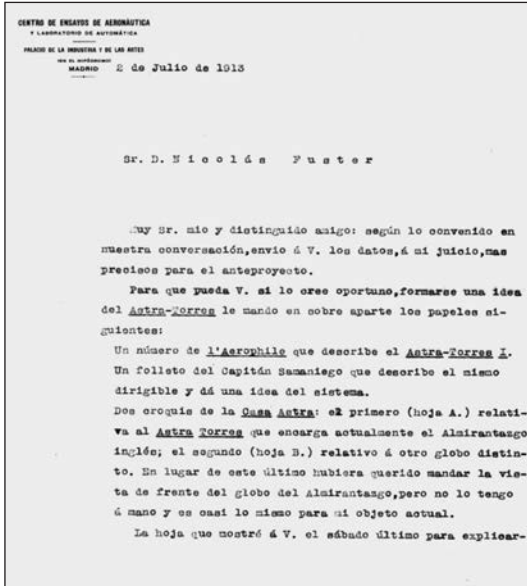 CENTRO DE ENSAYOS DE AERONÁUTICA
Y LABORATORIO DE AUTOMÁTICA
PALACIO DE LA INDUSTRIA Y DE LAS ARTES
(EN EL HIPÓDROMO)
MADRID
2 de Julio de 1913
Sr. D. Nicolás Fuster
Muy Sr. mio y distinguido amigo: según lo convenido en
nuestra conversación,envio á V. los datos,á mi juicio,mas
precisos para el anteproyecto.
Para que pueda V. si lo cree oportuno,formarse una idea
del Astra-Torres le mando en sobre aparte los papeles si-
guientes:
Un número de l'Aerophile que describe el Astra-Torres I.
Un folleto del Capitán Samaniego que describe el mismo
dirigible y dá una idea del sistema.
Dos croquis de la Casa Astra: el primero (hoja A.) relati-
va al Astra Torres que encarga actualmente el Almirantazgo
inglés; el segundo (hoja B.) relativo á otro globo distin-
to. En lugar de este último hubiera querido mandar la vis-
ta de frente del globo del Almirantazgo,pero no lo tengo
á mano y es casi lo mismo para mi objeto actual.
La hoja que mostré á V. el sábado último para explicar-